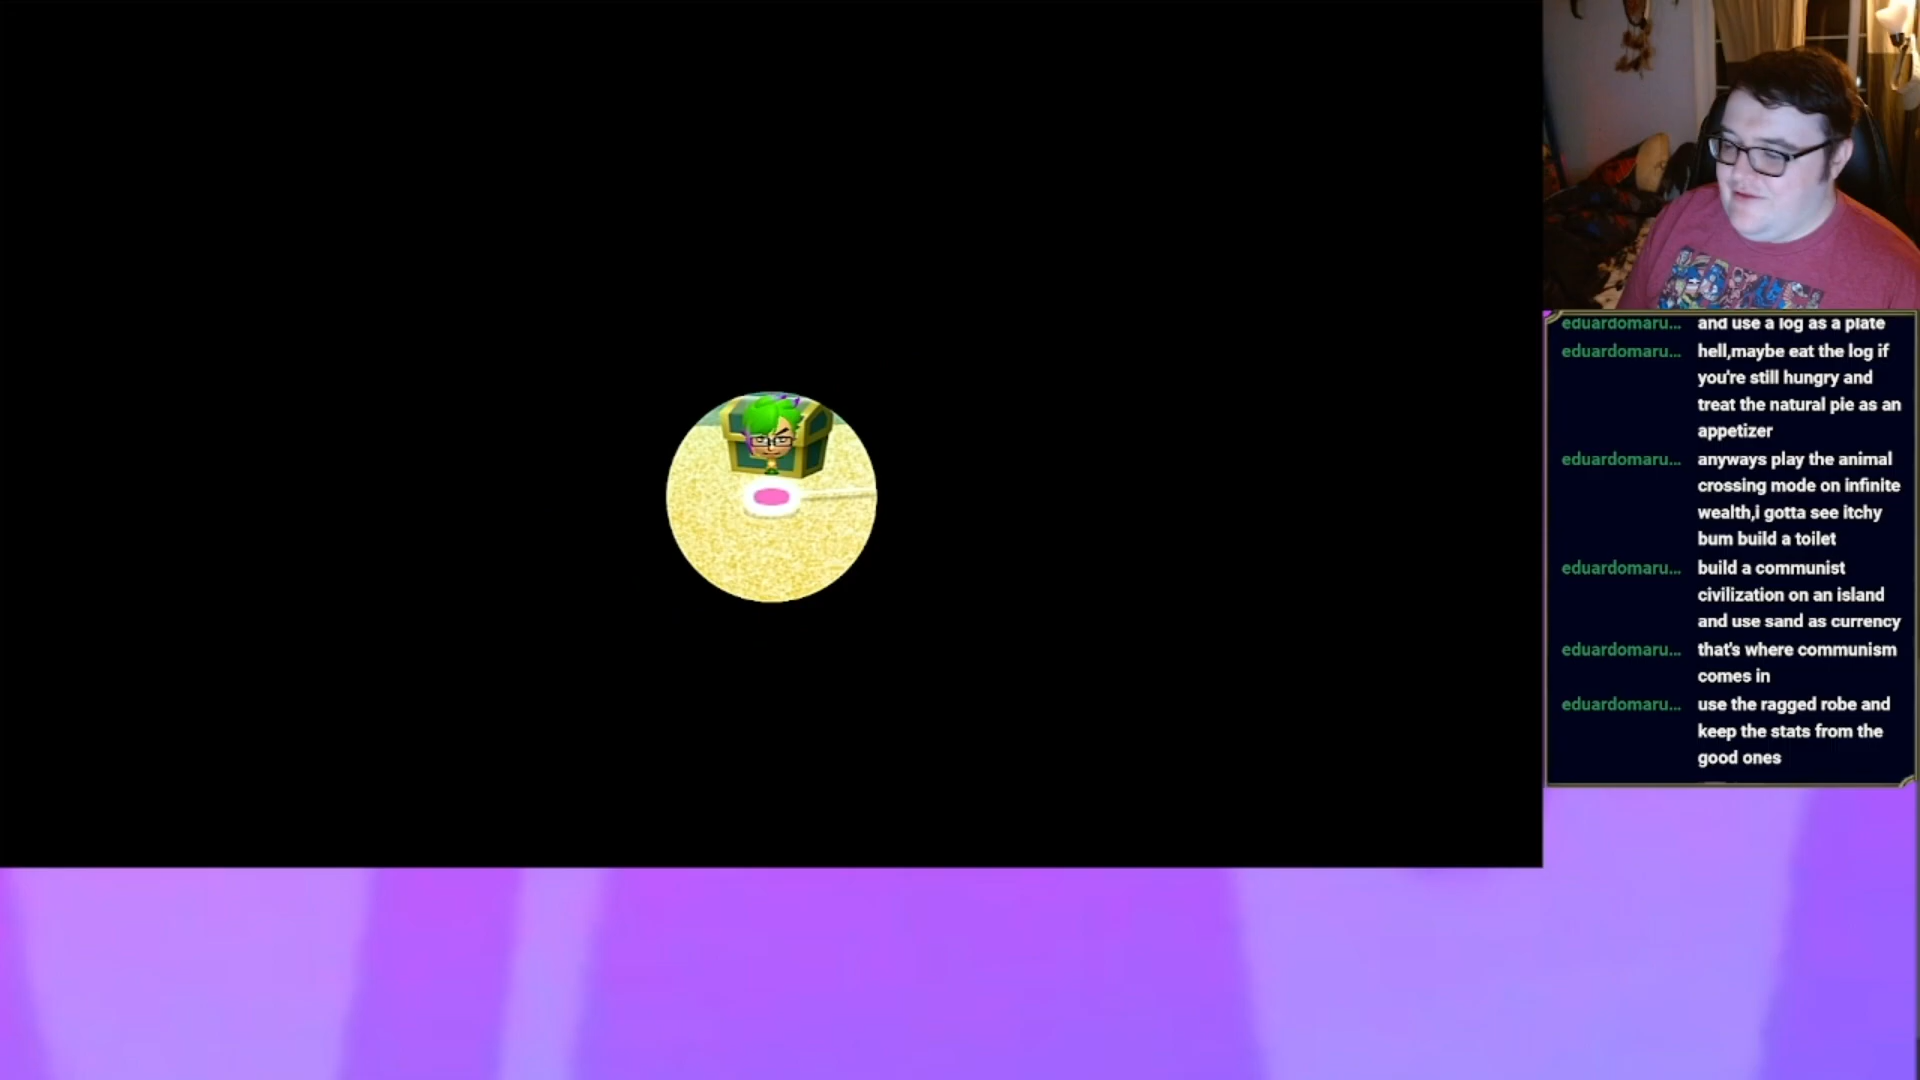 eduardomaru... and use a log as a plate
eduardomaru... hell,maybe eat the log if
you're still hungry and
treat the natural pie as an
appetizer
eduardomaru... anyways play the animal
crossing mode on infinite
wealth,i gotta see itchy
bum build a toilet
eduardomaru... build a communist
civilization on an island
and use sand as currency
eduardomaru... that's where communism
comes in
eduardomaru... use the ragged robe and
keep the stats from the
good ones